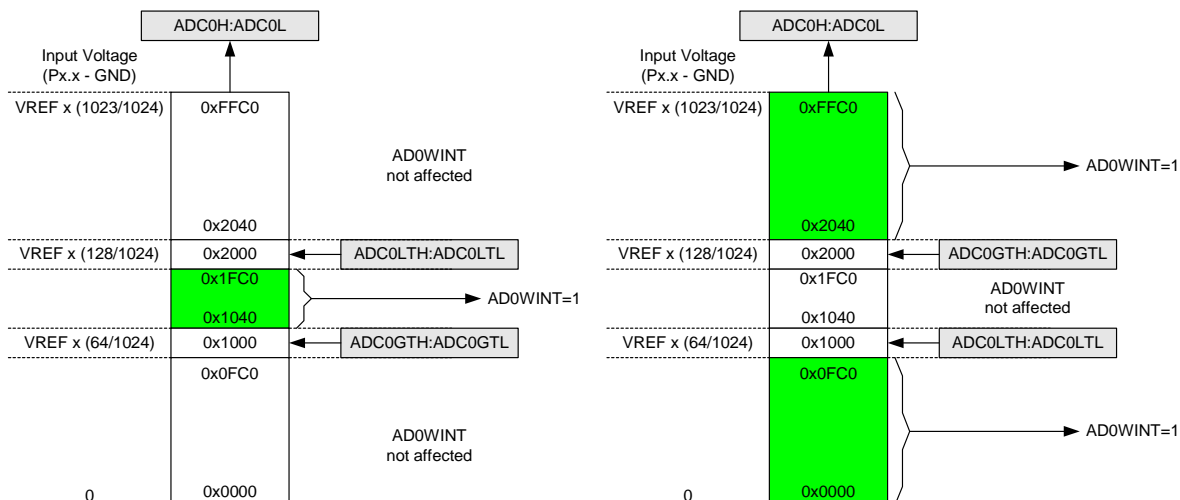 ADC0H:ADC0L
Input Voltage
(Px.x - GND)
VREF x (1023/1024)
0xFFC0
AD0WINT
not affected
0x2040
VREF x (128/1024)
0x2000
ADC0LTH:ADC0LTL
0x1FC0
AD0WINT=1
0x1040
VREF x (64/1024)
0x1000
ADC0GTH:ADC0GTL
0x0FC0
AD0WINT
not affected
0
0x0000
ADC0H:ADC0L
Input Voltage
(Px.x - GND)
VREF x (1023/1024)
0xFFC0
AD0WINT=1
0x2040
VREF x (128/1024)
0x2000
ADC0GTH:ADC0GTL
0x1FC0
AD0WINT
not affected
0x1040
VREF x (64/1024)
0x1000
ADC0LTH:ADC0LTL
0x0FC0
AD0WINT=1
0
0x0000